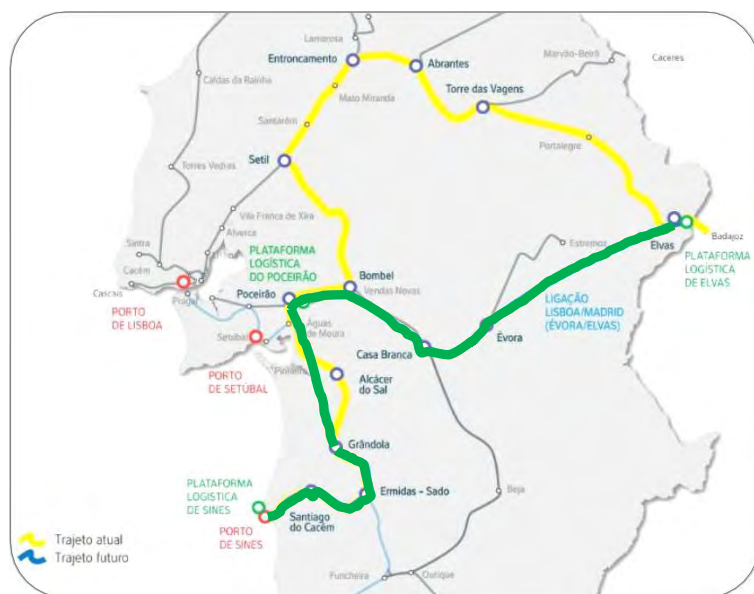 Lamarosa
Entroncamento
Abrantes
Marvão-Beirã
Caceres
Torre das Vagens
Caldas da Rainha
Mato Miranda
Santarém
Portalegre
Setil
Torres Vedras
Vila Franca de Xira
Alverca
Sintra
Cacém
Cascais
Pragal
PORTO
DE LISBOA
PLATAFORMA
LOGÍSTICA
DO POCEIRÃO
Bombel
Vendas Novas
Poceirão
Estremoz
Elvas
Badajoz
PLATAFORMA
LOGÍSTICA
DE ELVAS
LIGAÇÃO
LISBOA/MADRID
(ÉVORA/ELVAS)
Águas
de Moura
Setúbal
PORTO
DE SETÚBAL
Pinheiro
Casa Branca
Évora
Alcácer
do Sal
Grândola
PLATAFORMA
LOGÍSTICA
DE SINES
Ermidas - Sado
Beja
Santiago
do Cacém
PORTO
DE SINES
Trajeto atual
Trajeto futuro
Funcheira
Ourique